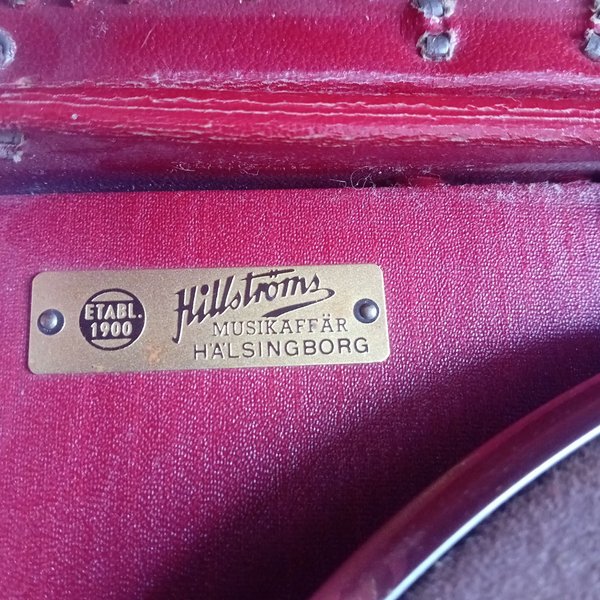 ETABL.
1900
Hillströms
MUSIKAFFÄR
HÄLSINGBORG